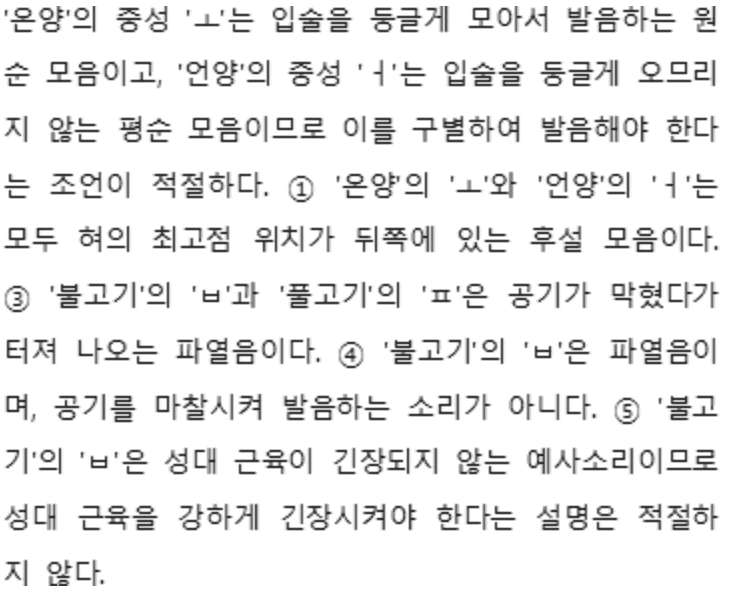 '온양'의 중성 'ㅗ'는 입술을 둥글게 모아서 발음하는 원
순 모음이고, '언양'의 중성 'ㅓ'는 입술을 둥글게 오므리
지 않는 평순 모음이므로 이를 구별하여 발음해야 한다
는 조언이 적절하다. ① '온양'의 'ㅗ'와 '언양'의 'ㅓ'는
모두 혀의 최고점 위치가 뒤쪽에 있는 후설 모음이다.
③ '불고기'의 'ㅂ'과 '풀고기'의 'ㅍ'은 공기가 막혔다가
터져 나오는 파열음이다. ④ '불고기'의 'ㅂ'은 파열음이
며, 공기를 마찰시켜 발음하는 소리가 아니다. ⑤ '불고
기'의 'ㅂ'은 성대 근육이 긴장되지 않는 예사소리이므로
성대 근육을 강하게 긴장시켜야 한다는 설명은 적절하
지 않다.